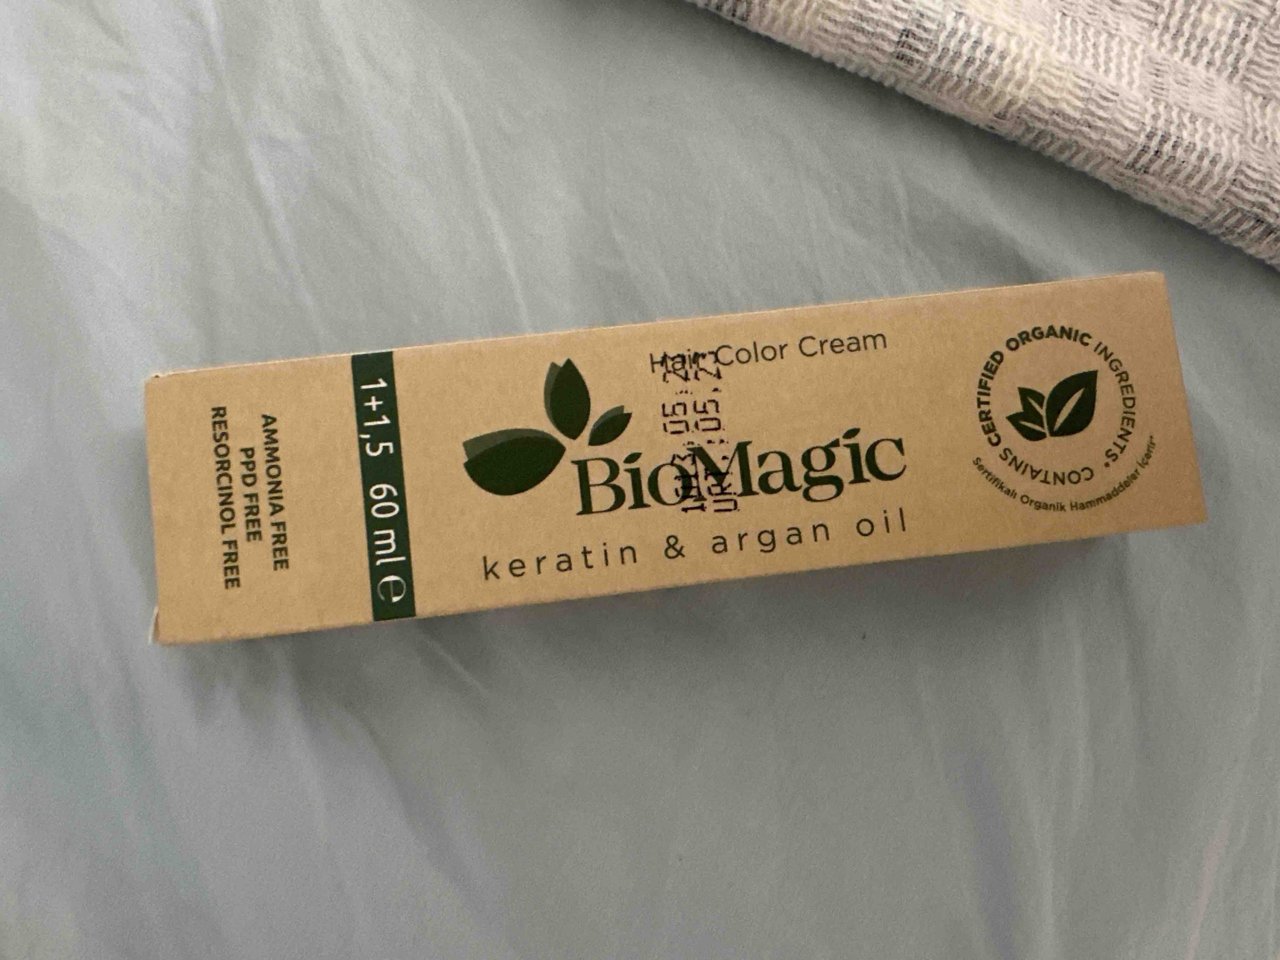 AMMONIA FREE
PPD FREE
RESORCINOL FREE
1+1,5 60 ml ℮
Hair Color Cream
BioMagic
keratin & argan oil
CONTAINS CERTIFIED ORGANIC INGREDIENTS*
Sertifikalı Organik Hammaddeler İçerir*